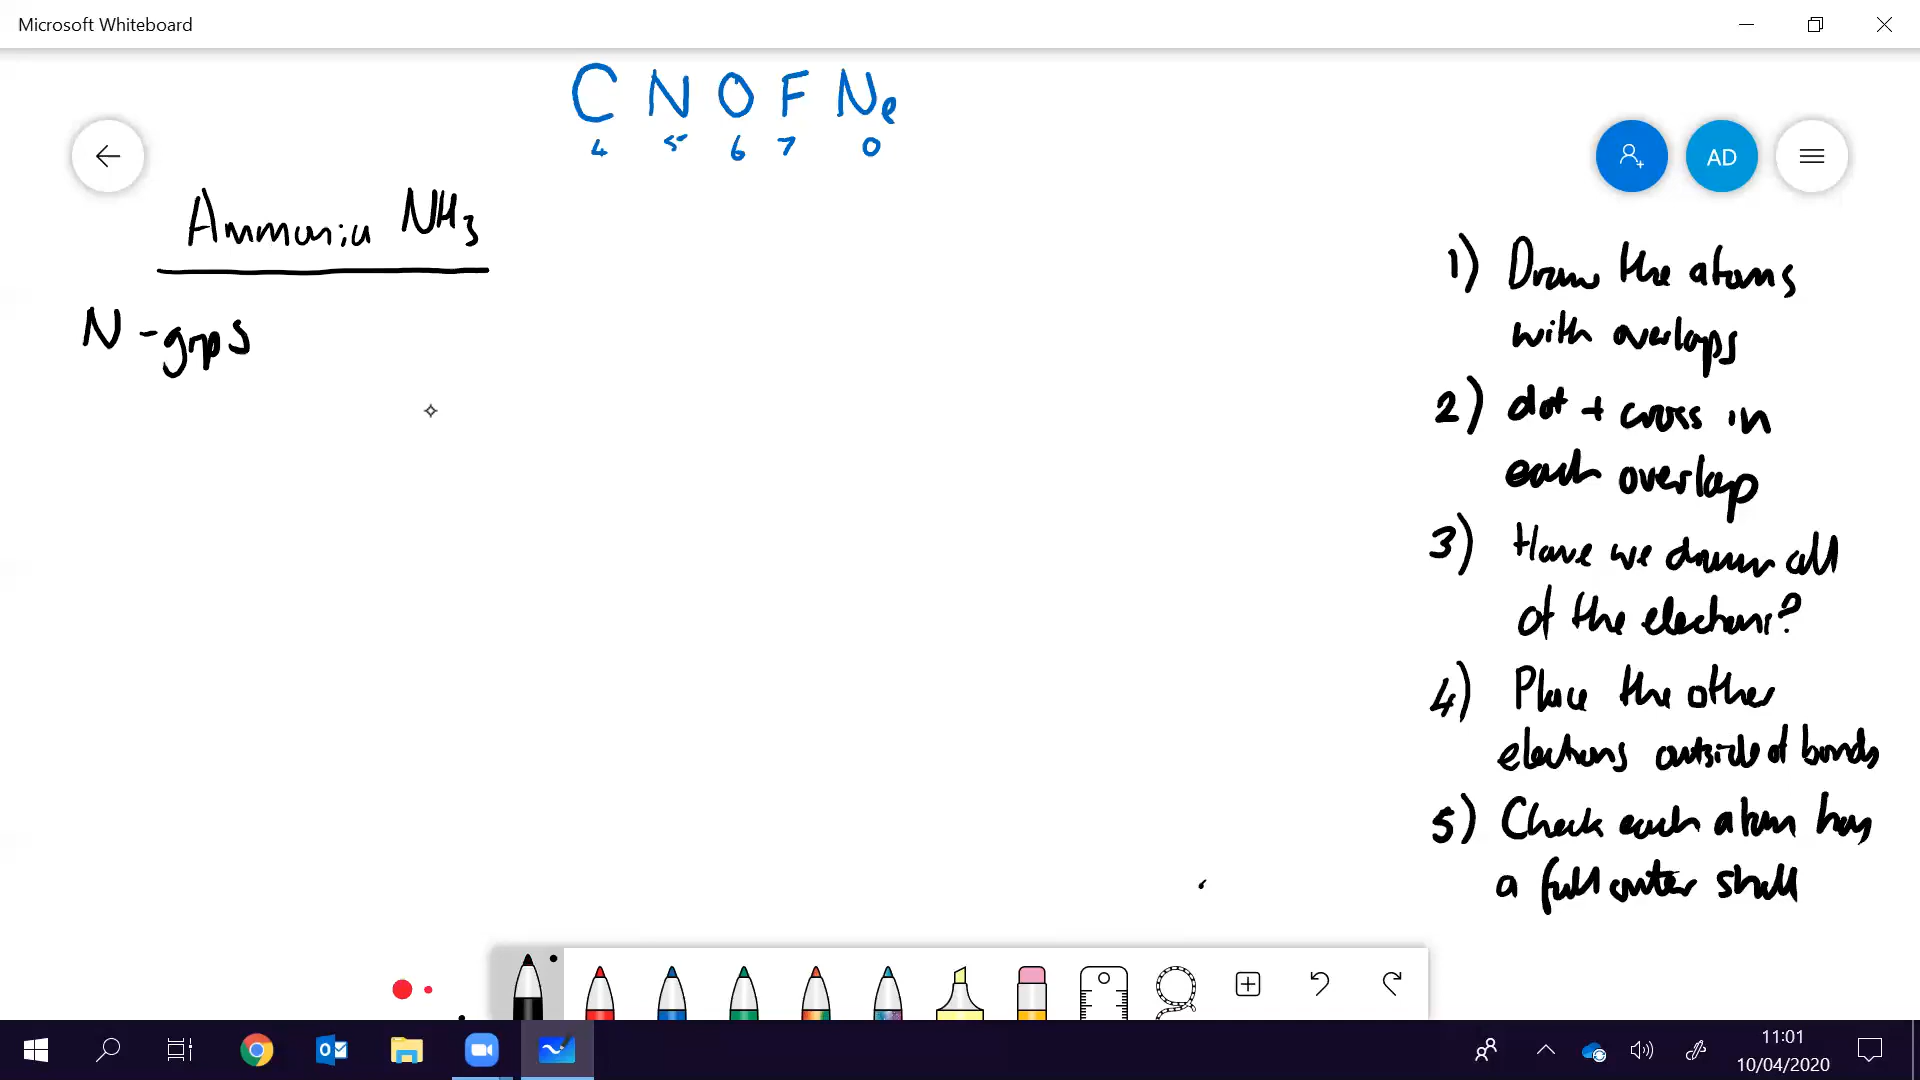 Microsoft Whiteboard
C N O F Ne
4 5 6 7 0
AD
Ammonia NH3
N - grp 5
1) Draw the atoms
with overlaps
2) dot + cross in
each overlap
3) Have we drawn all
of the electrons?
4) Place the other
electrons outside of bonds
5) Check each atom has
a full outer shell
11:01
10/04/2020